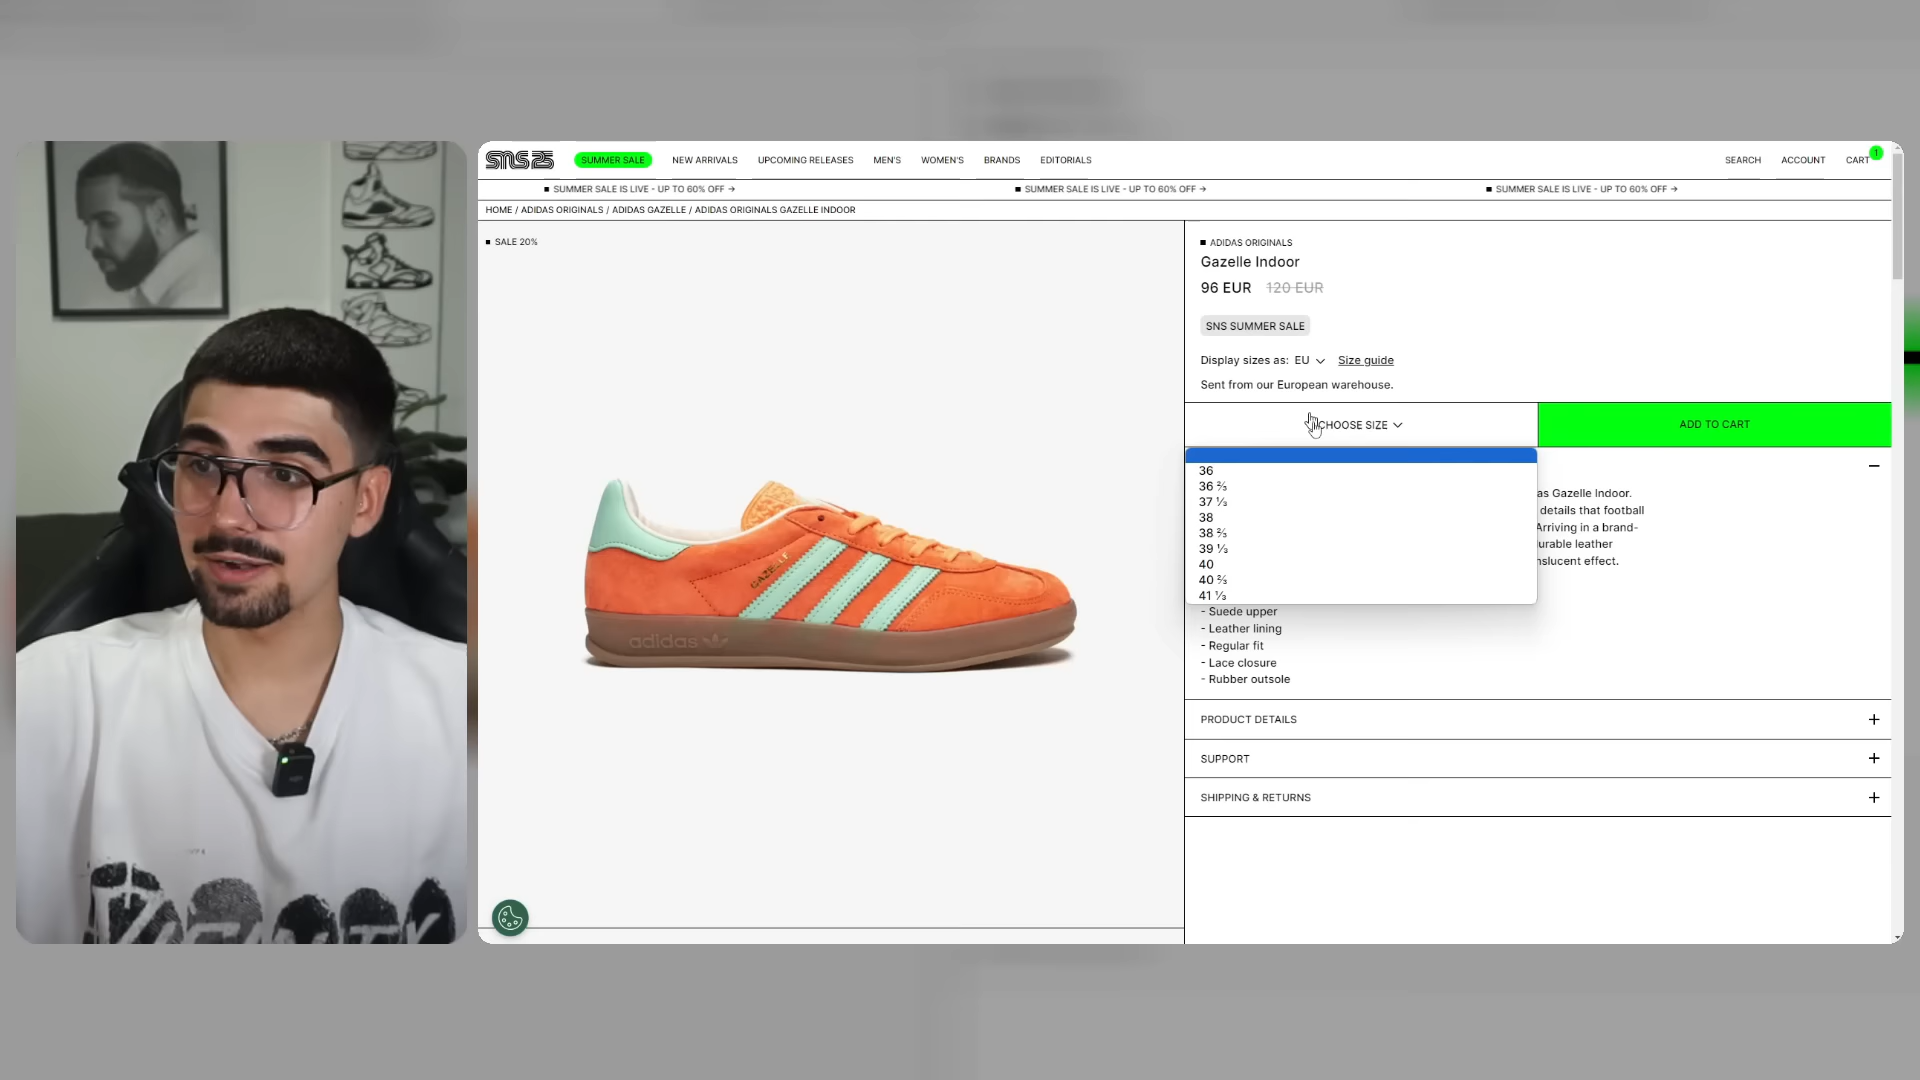 SNS 25
SUMMER SALE
NEW ARRIVALS
UPCOMING RELEASES
MEN'S
WOMEN'S
BRANDS
EDITORIALS
SEARCH
ACCOUNT
CART
1
SUMMER SALE IS LIVE - UP TO 60% OFF →
SUMMER SALE IS LIVE - UP TO 60% OFF →
SUMMER SALE IS LIVE - UP TO 60% OFF →
HOME / ADIDAS ORIGINALS / ADIDAS GAZELLE / ADIDAS ORIGINALS GAZELLE INDOOR
SALE 20%
GAZELLE
adidas
ADIDAS ORIGINALS
Gazelle Indoor
96 EUR 120 EUR
SNS SUMMER SALE
Display sizes as: EU Size guide
Sent from our European warehouse.
CHOOSE SIZE
ADD TO CART
36
36 ⅔
37 ⅓
38
38 ⅔
39 ⅓
40
40 ⅔
41 ⅓
Gazelle Indoor.
details that football
Arriving in a brand-
leather
effect.
- Suede upper
- Leather lining
- Regular fit
- Lace closure
- Rubber outsole
PRODUCT DETAILS
SUPPORT
SHIPPING & RETURNS